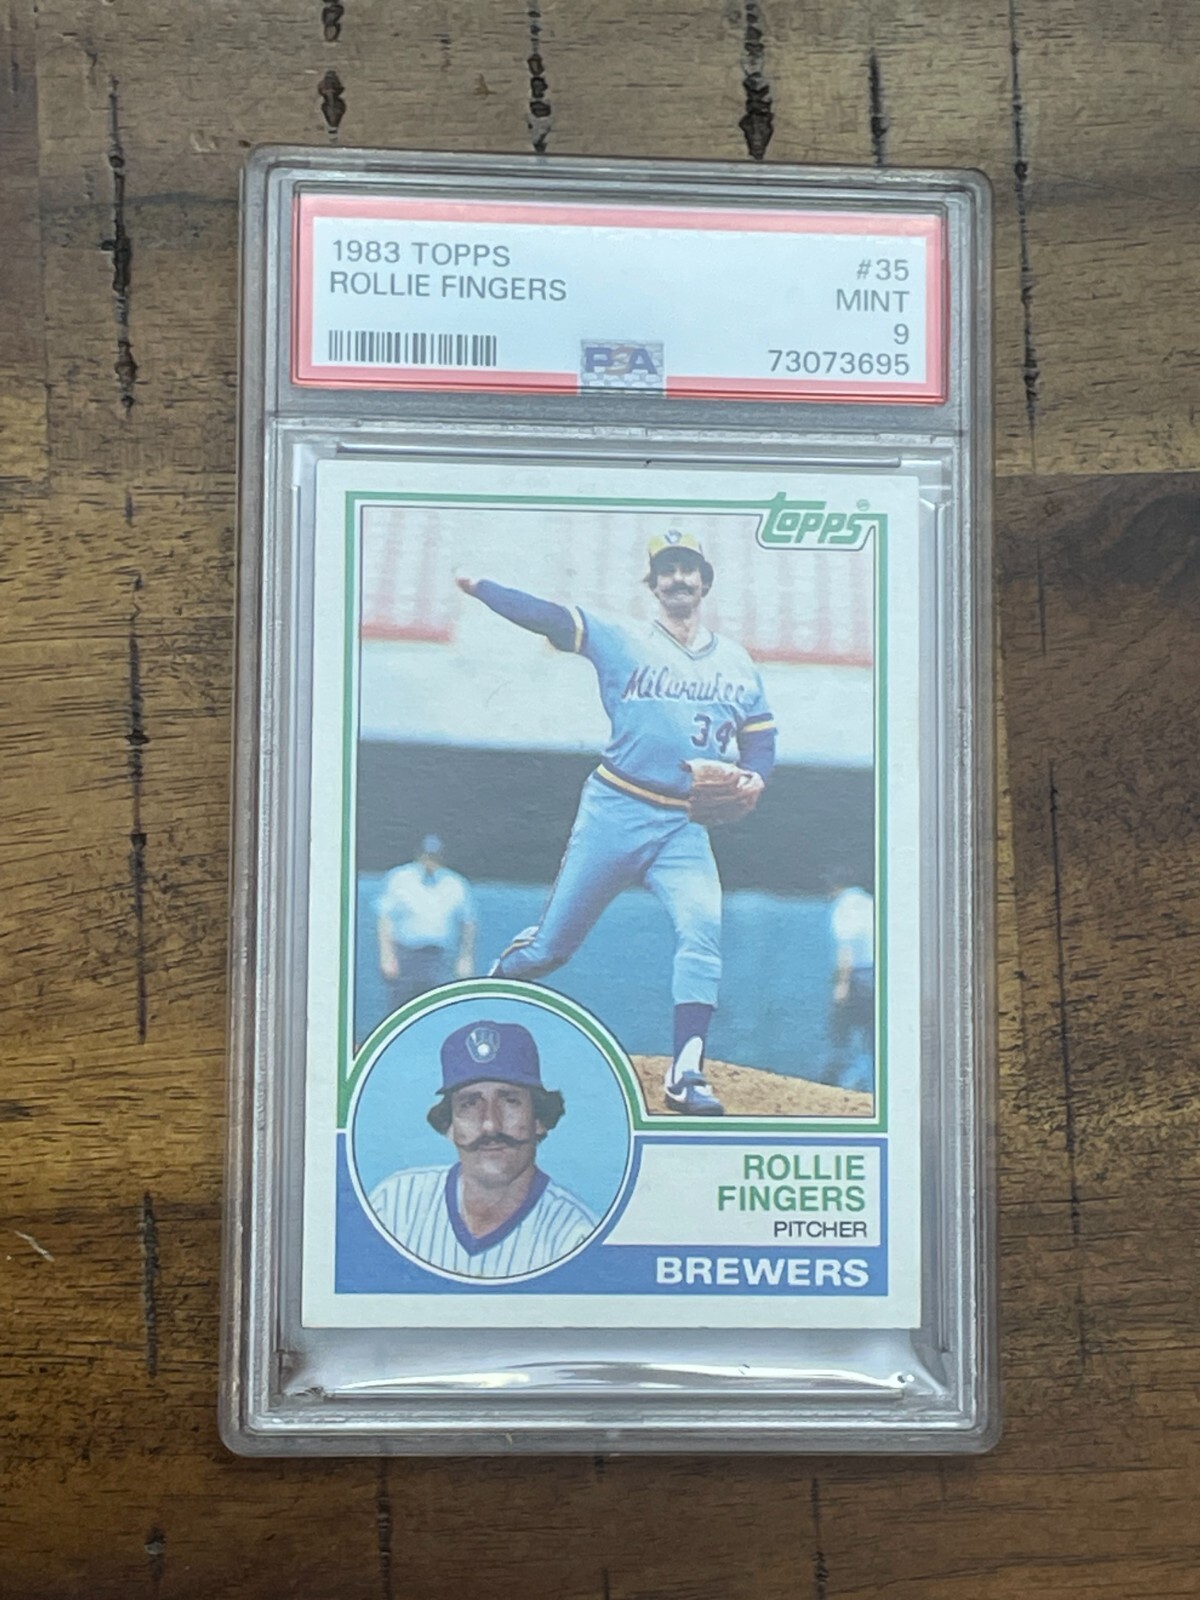 1983 TOPPS
ROLLIE FINGERS
#35
MINT
9
73073695
PSA
topps
Milwaukee
34
ROLLIE
FINGERS
PITCHER
BREWERS